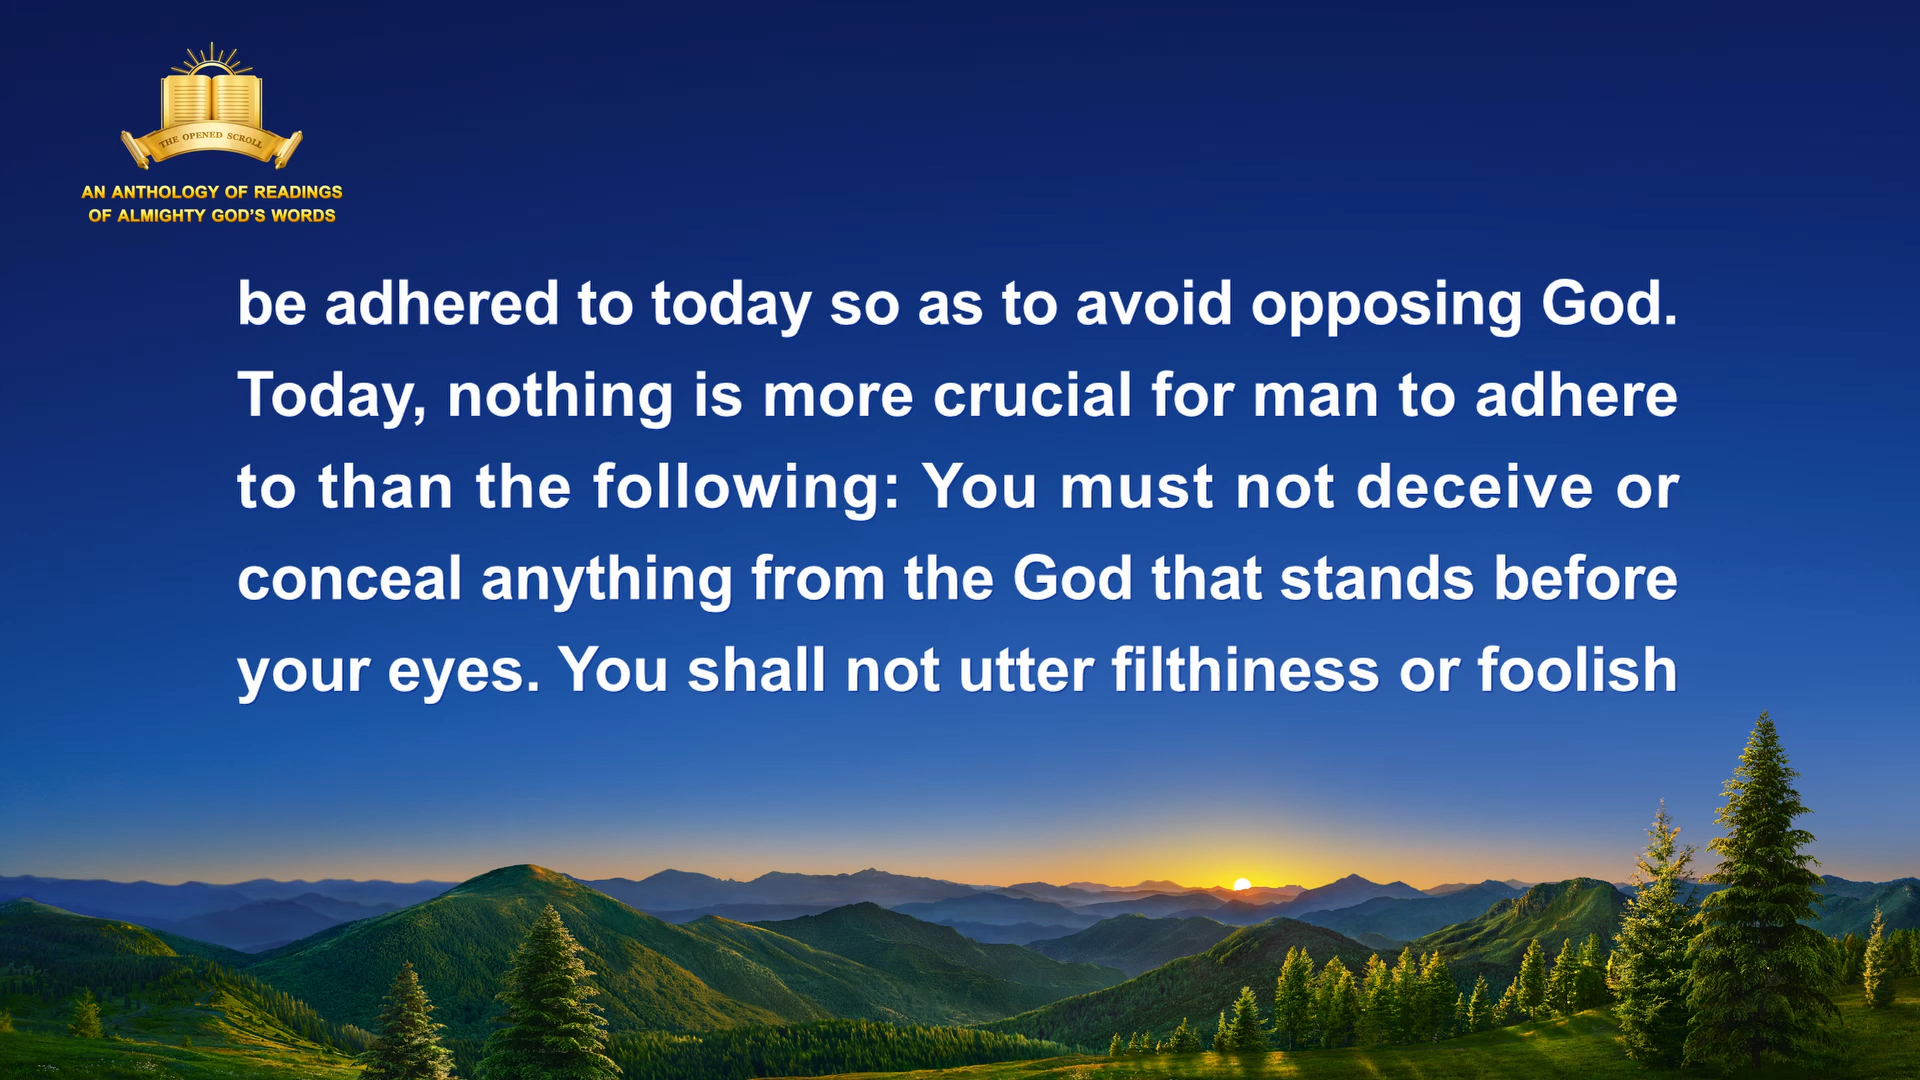 THE OPENED SCROLL
AN ANTHOLOGY OF READINGS
OF ALMIGHTY GOD'S WORDS
be adhered to today so as to avoid opposing God.
Today, nothing is more crucial for man to adhere
to than the following: You must not deceive or
conceal anything from the God that stands before
your eyes. You shall not utter filthiness or foolish